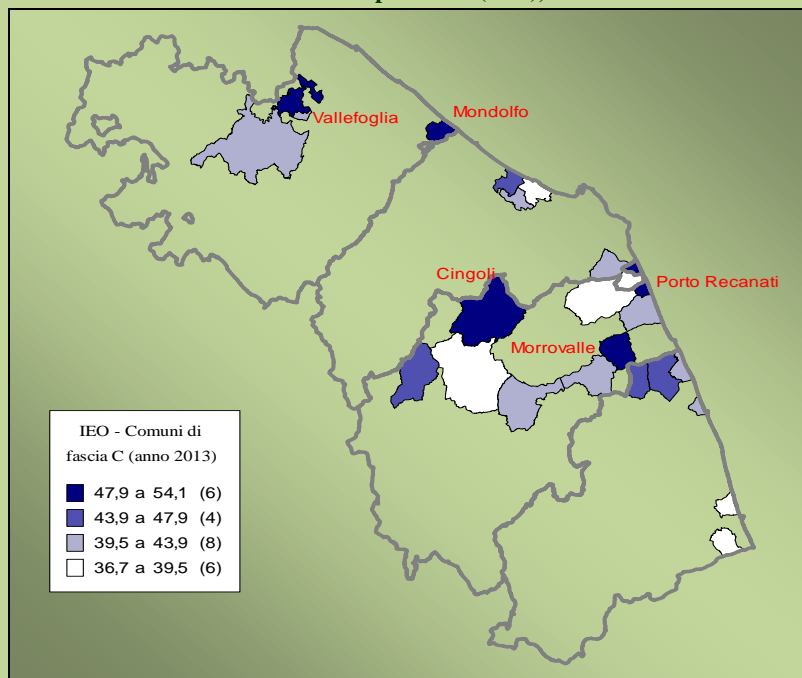 Vallefoglia
Mondolfo
Cingoli
Porto Recanati
Morrovalle
IEO - Comuni di
fascia C (anno 2013)
47,9 a 54,1 (6)
43,9 a 47,9 (4)
39,5 a 43,9 (8)
36,7 a 39,5 (6)